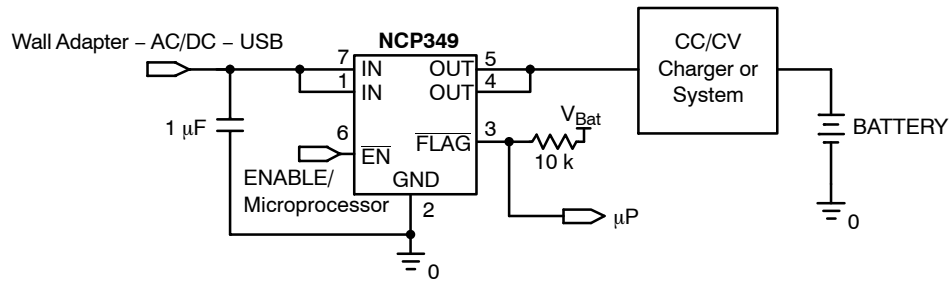 Wall Adapter – AC/DC – USB
NCP349
7
IN
1
IN
OUT
5
OUT
4
CC/CV
Charger or
System
1 μF
6
EN
FLAG
3
V_Bat
10 k
BATTERY
ENABLE/
Microprocessor
GND
2
μP
0
0